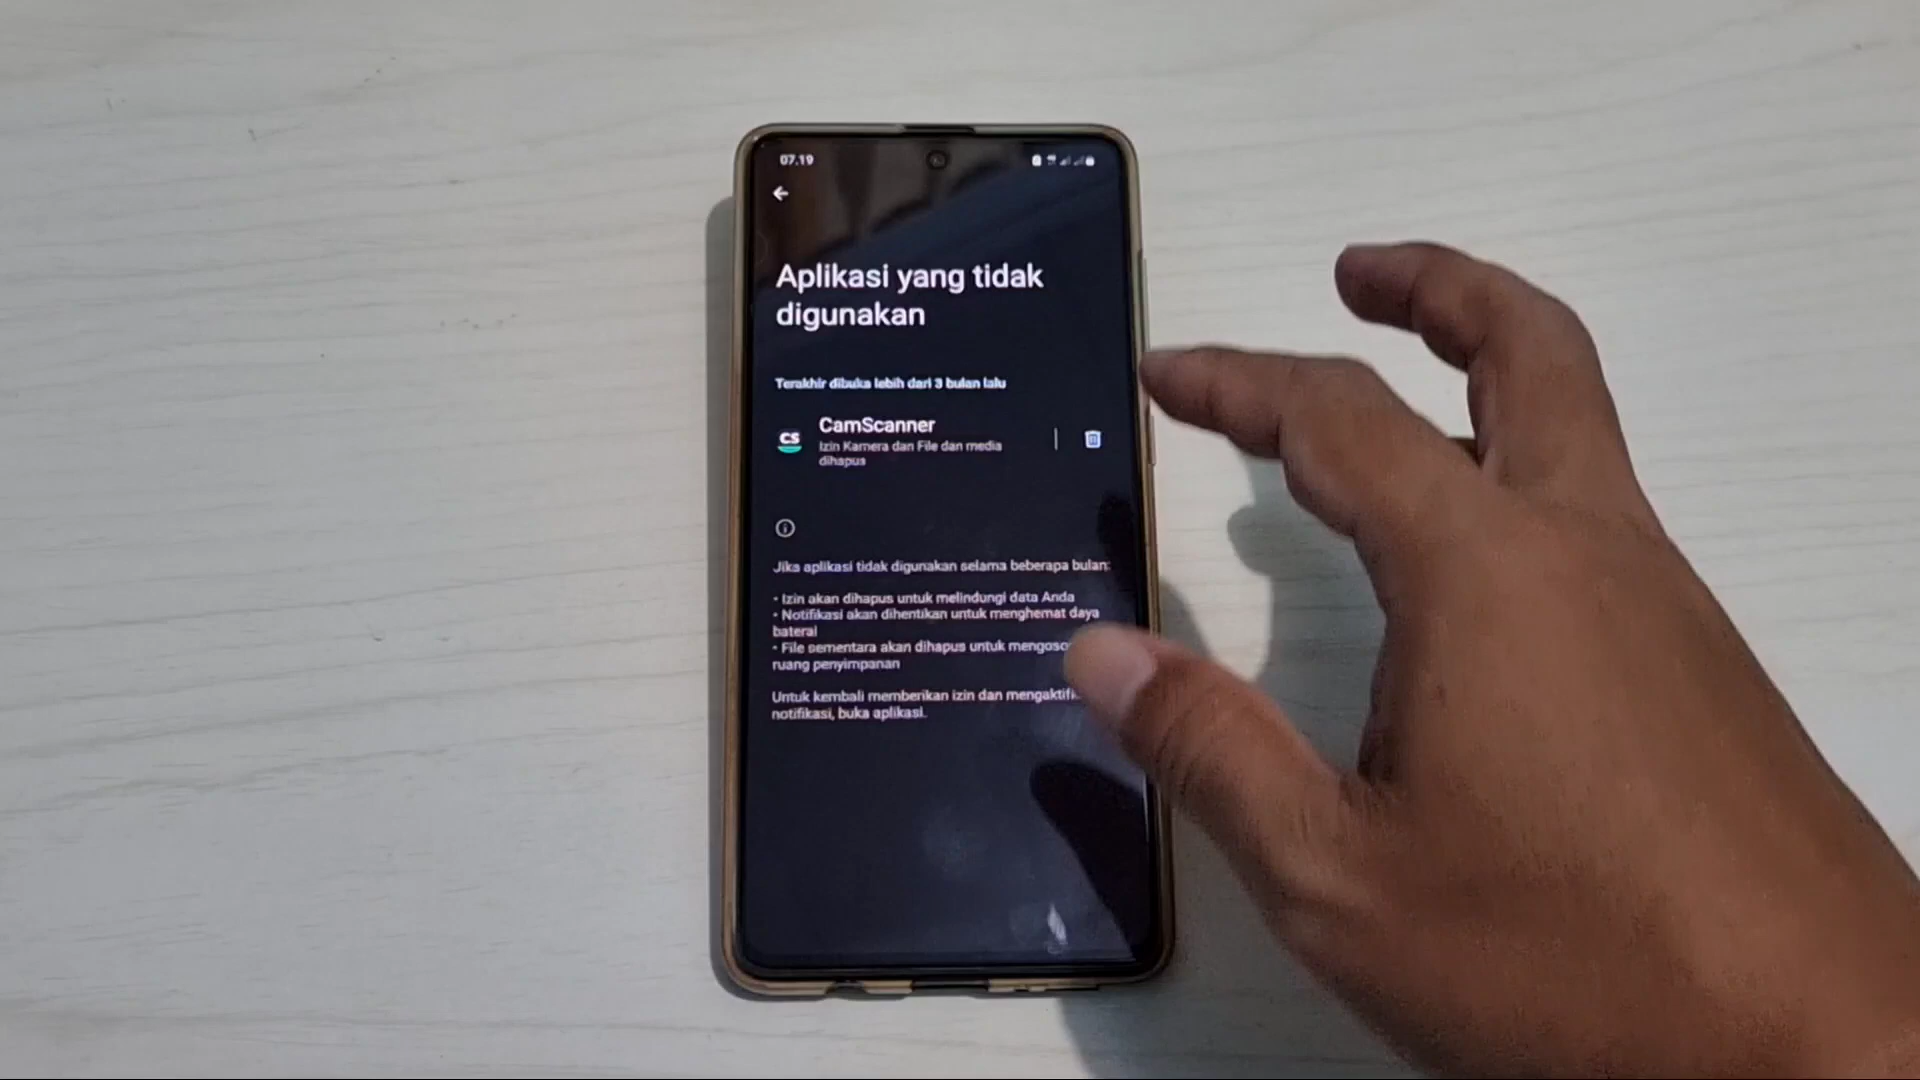 07.19
Aplikasi yang tidak
digunakan
Terakhir dibuka lebih dari 3 bulan lalu
CS
CamScanner
Izin Kamera dan File dan media
dihapus
Jika aplikasi tidak digunakan selama beberapa bulan:
• Izin akan dihapus untuk melindungi data Anda
• Notifikasi akan dihentikan untuk menghemat daya
baterai
• File sementara akan dihapus untuk
ruang penyimpanan
Untuk kembali memberikan izin dan
notifikasi, buka aplikasi.